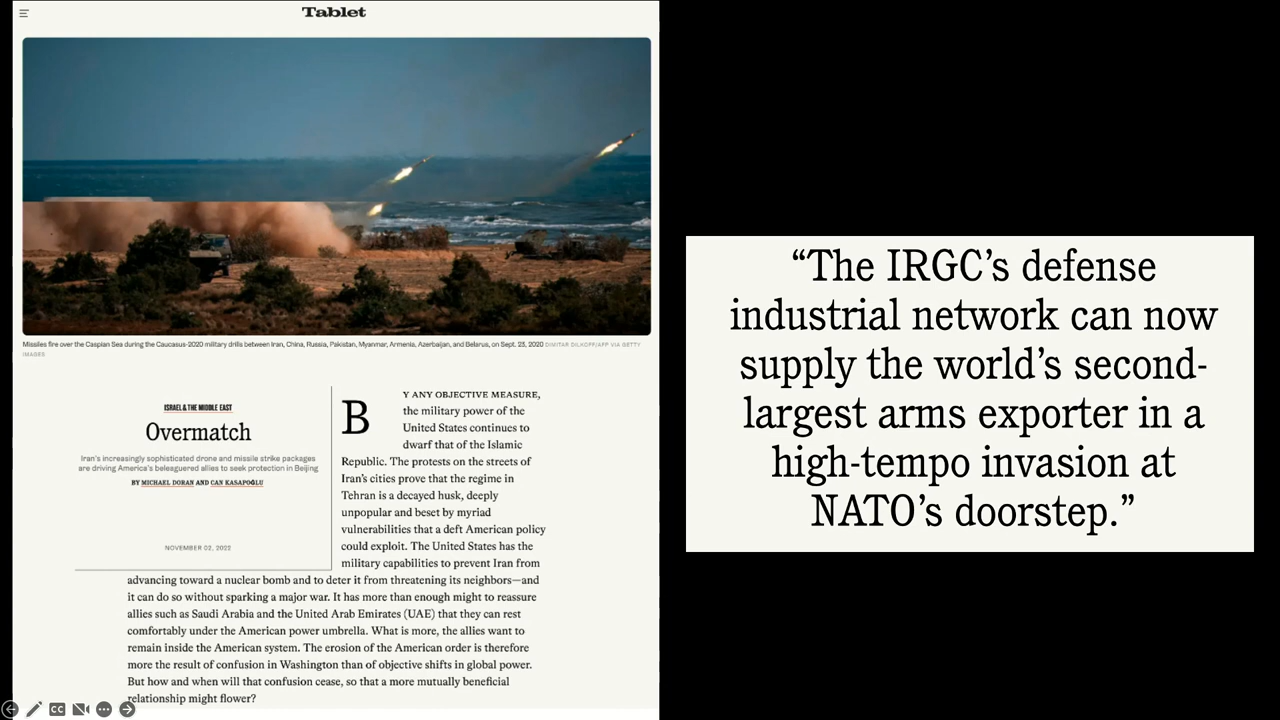 Tablet
Missiles fire over the Caspian Sea during the Caucasus-2020 military drills between Iran, China, Russia, Pakistan, Myanmar, Armenia, Azerbaijan, and Belarus, on Sept. 23, 2020 DIMITAR DILKOFF/AFP VIA GETTY
IMAGES
ISRAEL & THE MIDDLE EAST
Overmatch
Iran's increasingly sophisticated drone and missile strike packages
are driving America's beleaguered allies to seek protection in Beijing
BY MICHAEL DORAN AND CAN KASAPOĞLU
NOVEMBER 02, 2022
BY ANY OBJECTIVE MEASURE,
the military power of the
United States continues to
dwarf that of the Islamic
Republic. The protests on the streets of
Iran's cities prove that the regime in
Tehran is a decayed husk, deeply
unpopular and beset by myriad
vulnerabilities that a deft American policy
could exploit. The United States has the
military capabilities to prevent Iran from
advancing toward a nuclear bomb and to deter it from threatening its neighbors—and
it can do so without sparking a major war. It has more than enough might to reassure
allies such as Saudi Arabia and the United Arab Emirates (UAE) that they can rest
comfortably under the American power umbrella. What is more, the allies want to
remain inside the American system. The erosion of the American order is therefore
more the result of confusion in Washington than of objective shifts in global power.
But how and when will that confusion cease, so that a more mutually beneficial
relationship might flower?
CC
“The IRGC’s defense
industrial network can now
supply the world’s second-
largest arms exporter in a
high-tempo invasion at
NATO’s doorstep.”